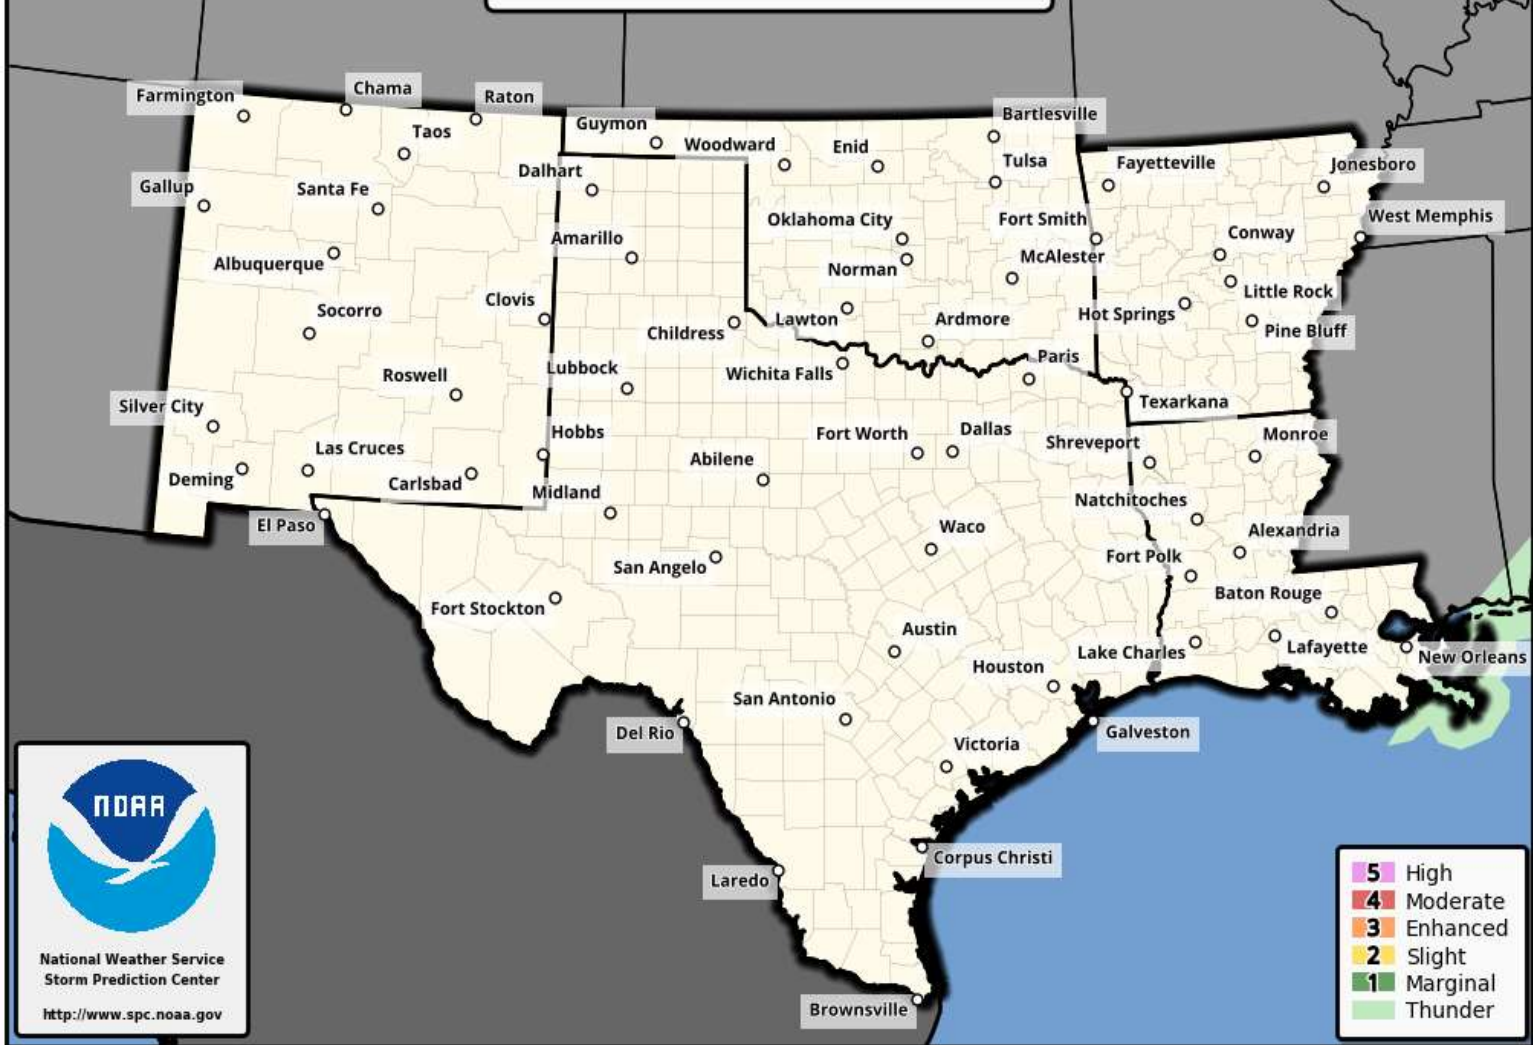 Farmington
Chama
Raton
Taos
Guymon
Woodward
Enid
Bartlesville
Tulsa
Fayetteville
Jonesboro
Gallup
Santa Fe
Dalhart
Oklahoma City
Fort Smith
Conway
West Memphis
Albuquerque
Amarillo
Norman
McAlester
Little Rock
Socorro
Clovis
Childress
Lawton
Ardmore
Hot Springs
Pine Bluff
Roswell
Lubbock
Wichita Falls
Paris
Texarkana
Silver City
Las Cruces
Hobbs
Abilene
Fort Worth
Dallas
Shreveport
Monroe
Deming
Carlsbad
Midland
Natchitoches
El Paso
Waco
Alexandria
San Angelo
Fort Polk
Fort Stockton
Baton Rouge
Austin
Houston
Lake Charles
Lafayette
New Orleans
San Antonio
Del Rio
Victoria
Galveston
Corpus Christi
Laredo
Brownsville
NOAA
National Weather Service
Storm Prediction Center
http://www.spc.noaa.gov
5 High
4 Moderate
3 Enhanced
2 Slight
1 Marginal
Thunder